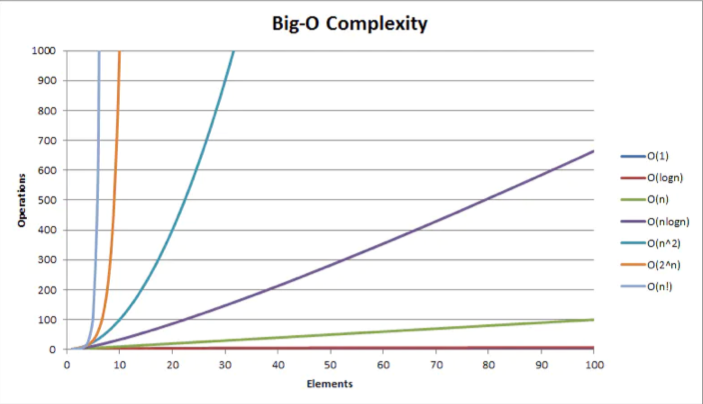 Big-O Complexity
1000
900
800
700
600
500
400
300
200
100
0
Operations
0 10 20 30 40 50 60 70 80 90 100
Elements
O(1)
O(logn)
O(n)
O(nlogn)
O(n^2)
O(2^n)
O(n!)